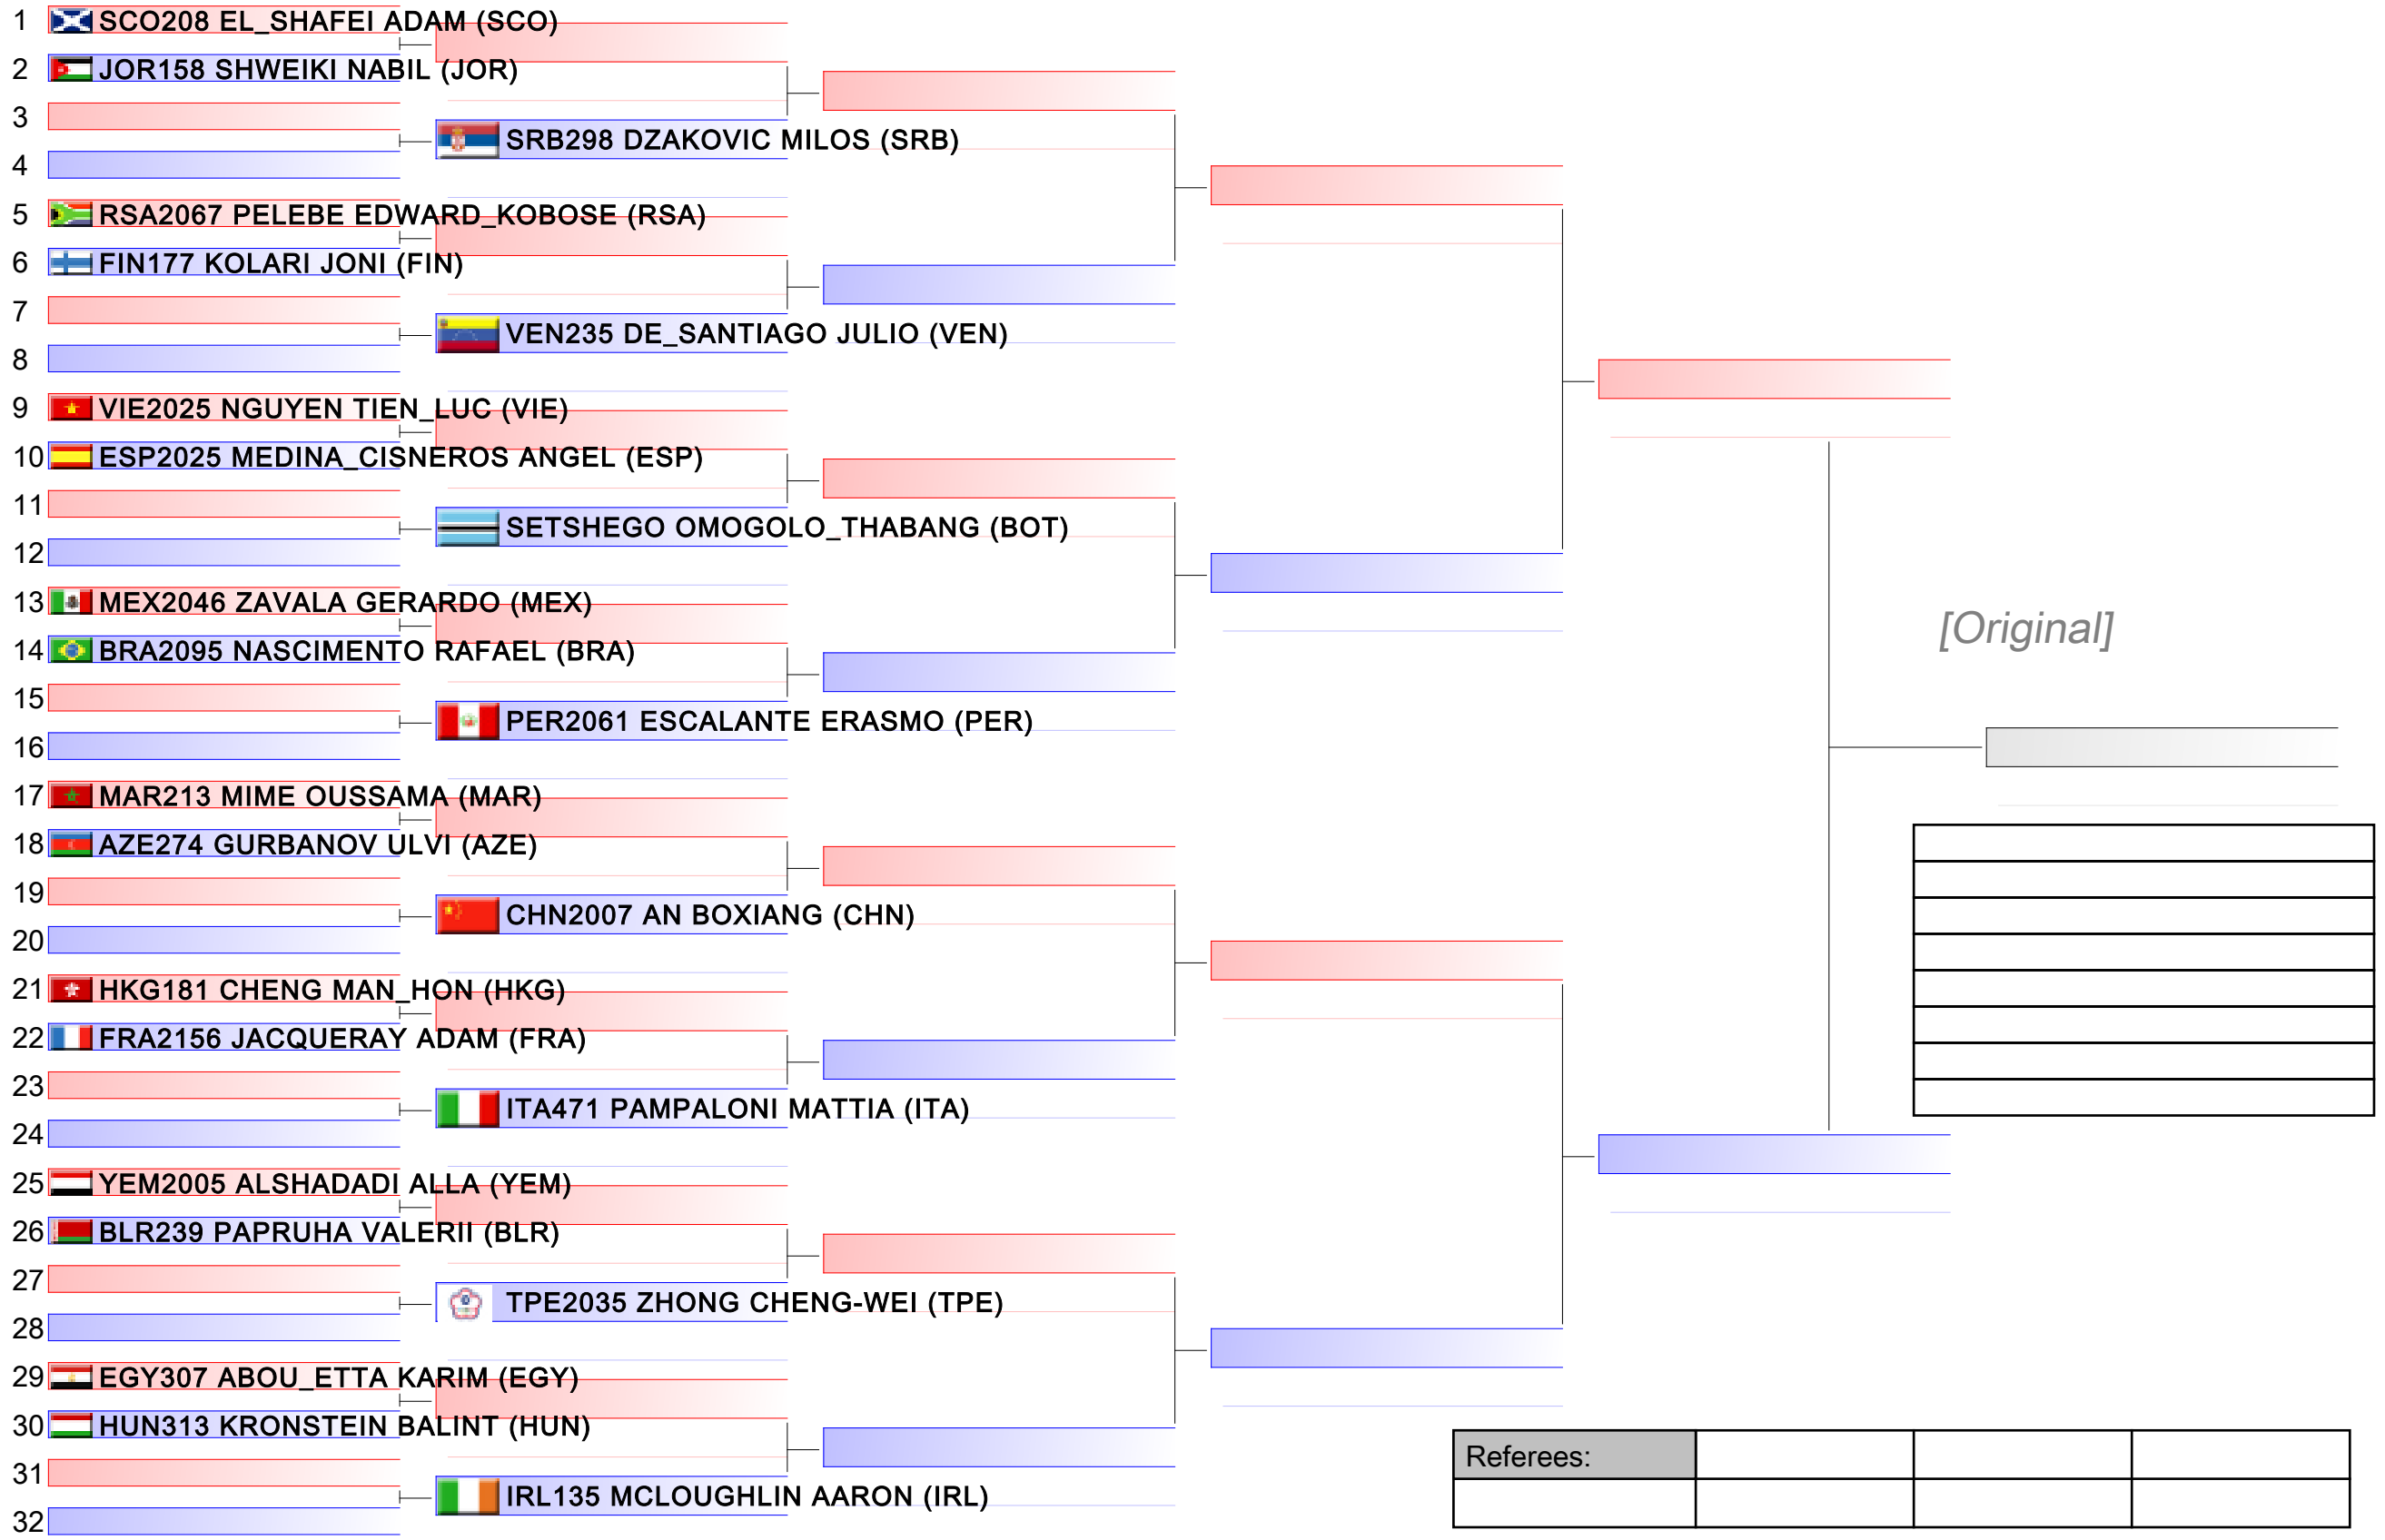 1 SCO208 EL_SHAFEI ADAM (SCO)
2 JOR158 SHWEIKI NABIL (JOR)
3
SRB298 DZAKOVIC MILOS (SRB)
4
5 RSA2067 PELEBE EDWARD_KOBOSE (RSA)
6 FIN177 KOLARI JONI (FIN)
7
VEN235 DE_SANTIAGO JULIO (VEN)
8
9 VIE2025 NGUYEN TIEN_LUC (VIE)
10 ESP2025 MEDINA_CISNEROS ANGEL (ESP)
11
SETSHEGO OMOGOLO_THABANG (BOT)
12
13 MEX2046 ZAVALA GERARDO (MEX)
[Original]
14 BRA2095 NASCIMENTO RAFAEL (BRA)
15
PER2061 ESCALANTE ERASMO (PER)
16
17 MAR213 MIME OUSSAMA (MAR)
18 AZE274 GURBANOV ULVI (AZE)
19
CHN2007 AN BOXIANG (CHN)
20
21 HKG181 CHENG MAN_HON (HKG)
22 FRA2156 JACQUERAY ADAM (FRA)
23
ITA471 PAMPALONI MATTIA (ITA)
24
25 YEM2005 ALSHADADI ALLA (YEM)
26 BLR239 PAPRUHA VALERII (BLR)
27
TPE2035 ZHONG CHENG-WEI (TPE)
28
29 EGY307 ABOU_ETTA KARIM (EGY)
30 HUN313 KRONSTEIN BALINT (HUN)
Referees:
31
IRL135 MCLOUGHLIN AARON (IRL)
32